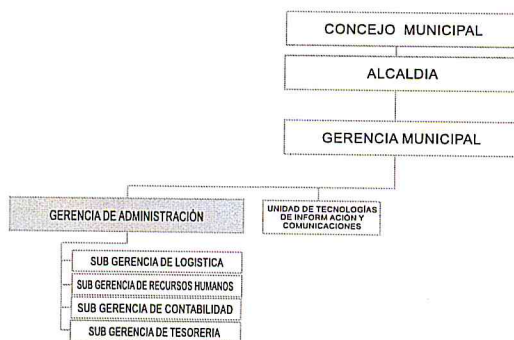 CONCEJO MUNICIPAL
ALCALDIA
GERENCIA MUNICIPAL
GERENCIA DE ADMINISTRACIÓN
UNIDAD DE TECNOLOGÍAS
DE INFORMACIÓN Y
COMUNICACIONES
SUB GERENCIA DE LOGISTICA
SUB GERENCIA DE RECURSOS HUMANOS
SUB GERENCIA DE CONTABILIDAD
SUB GERENCIA DE TESORERIA